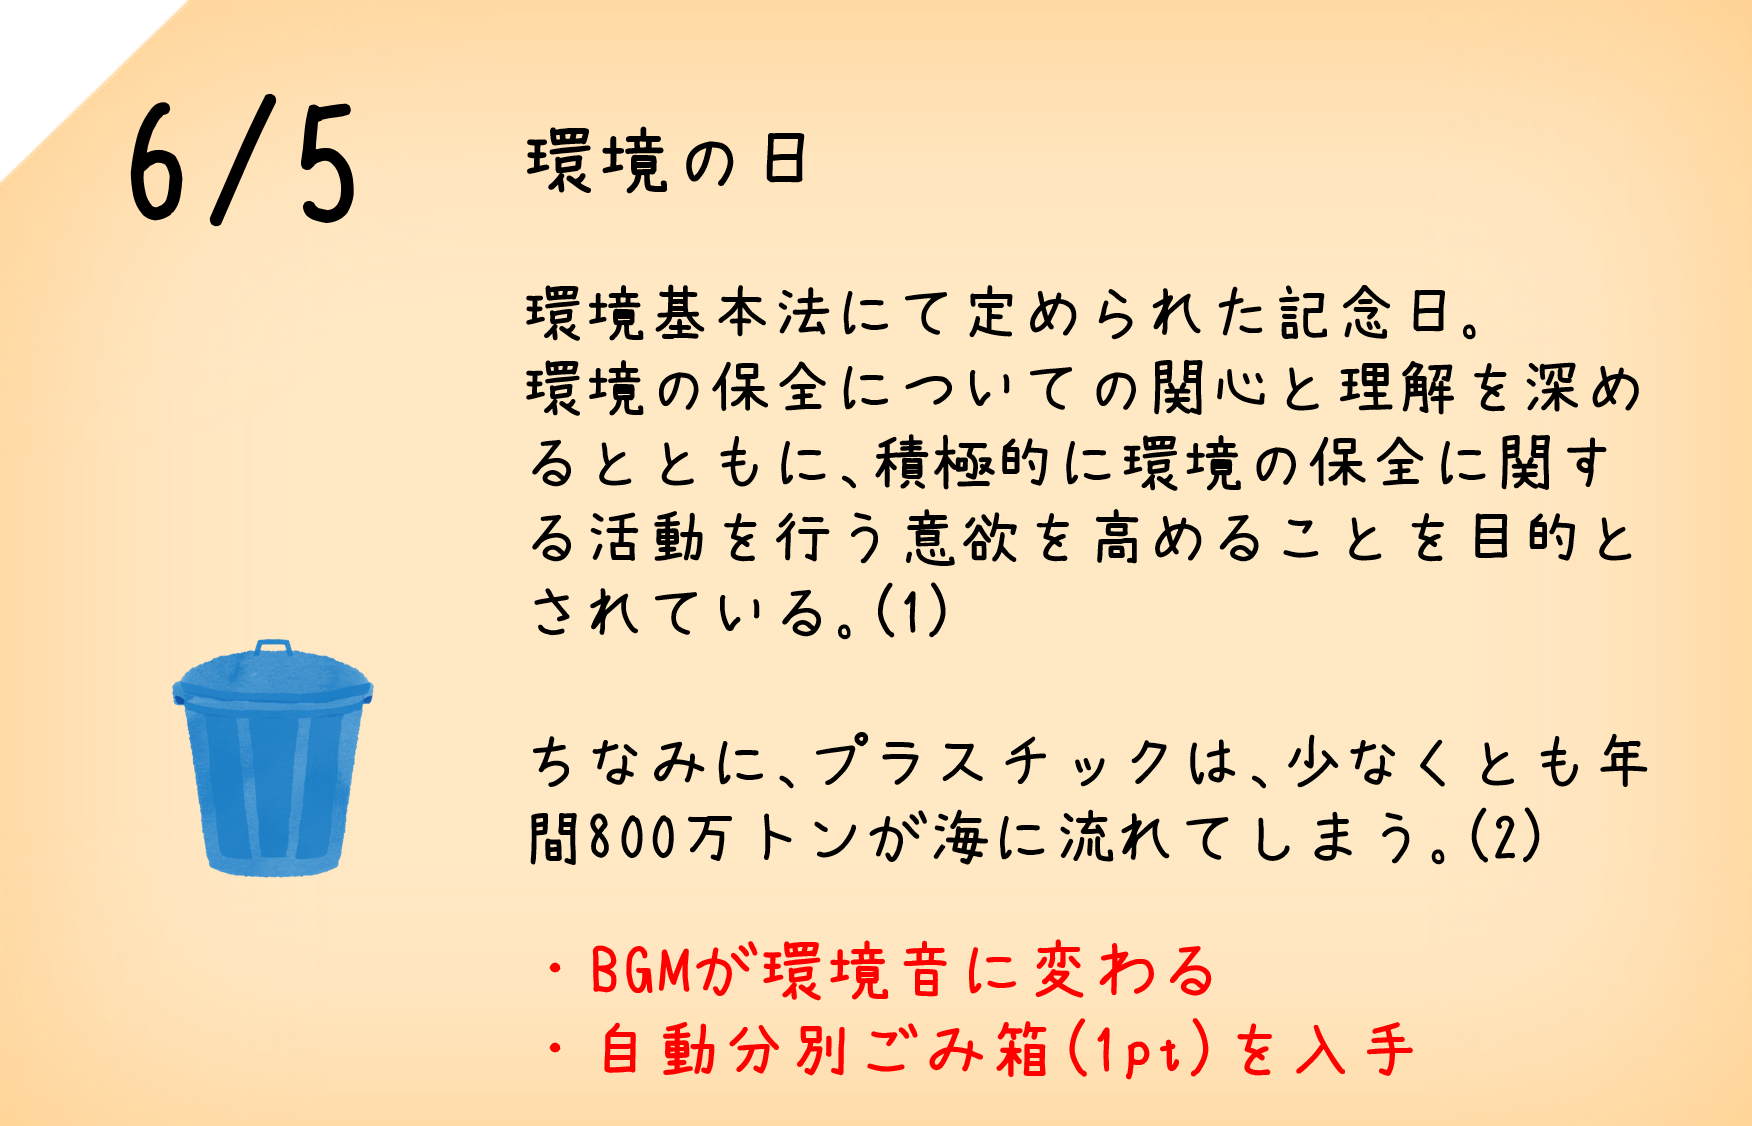 6/5
環境の日
環境基本法にて定められた記念日。
環境の保全についての関心と理解を深め
るとともに、積極的に環境の保全に関す
る活動を行う意欲を高めることを目的と
されている。(1)
ちなみに、プラスチックは、少なくとも年
間800万トンが海に流れてしまう。(2)
・BGMが環境音に変わる
・自動分別ごみ箱(1pt)を入手